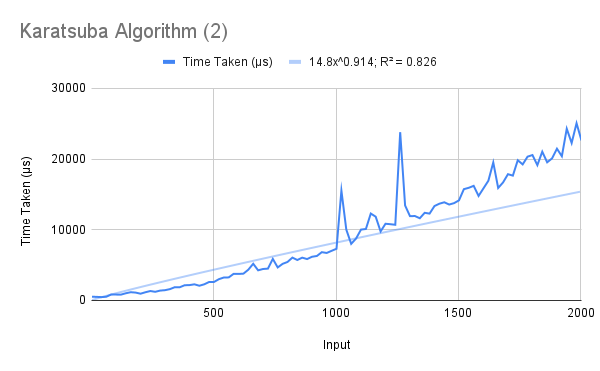 Karatsuba Algorithm (2)
Time Taken (µs) 14.8x^0.914; R² = 0.826
30000
20000
10000
0
Time Taken (µs)
500 1000 1500 2000
Input